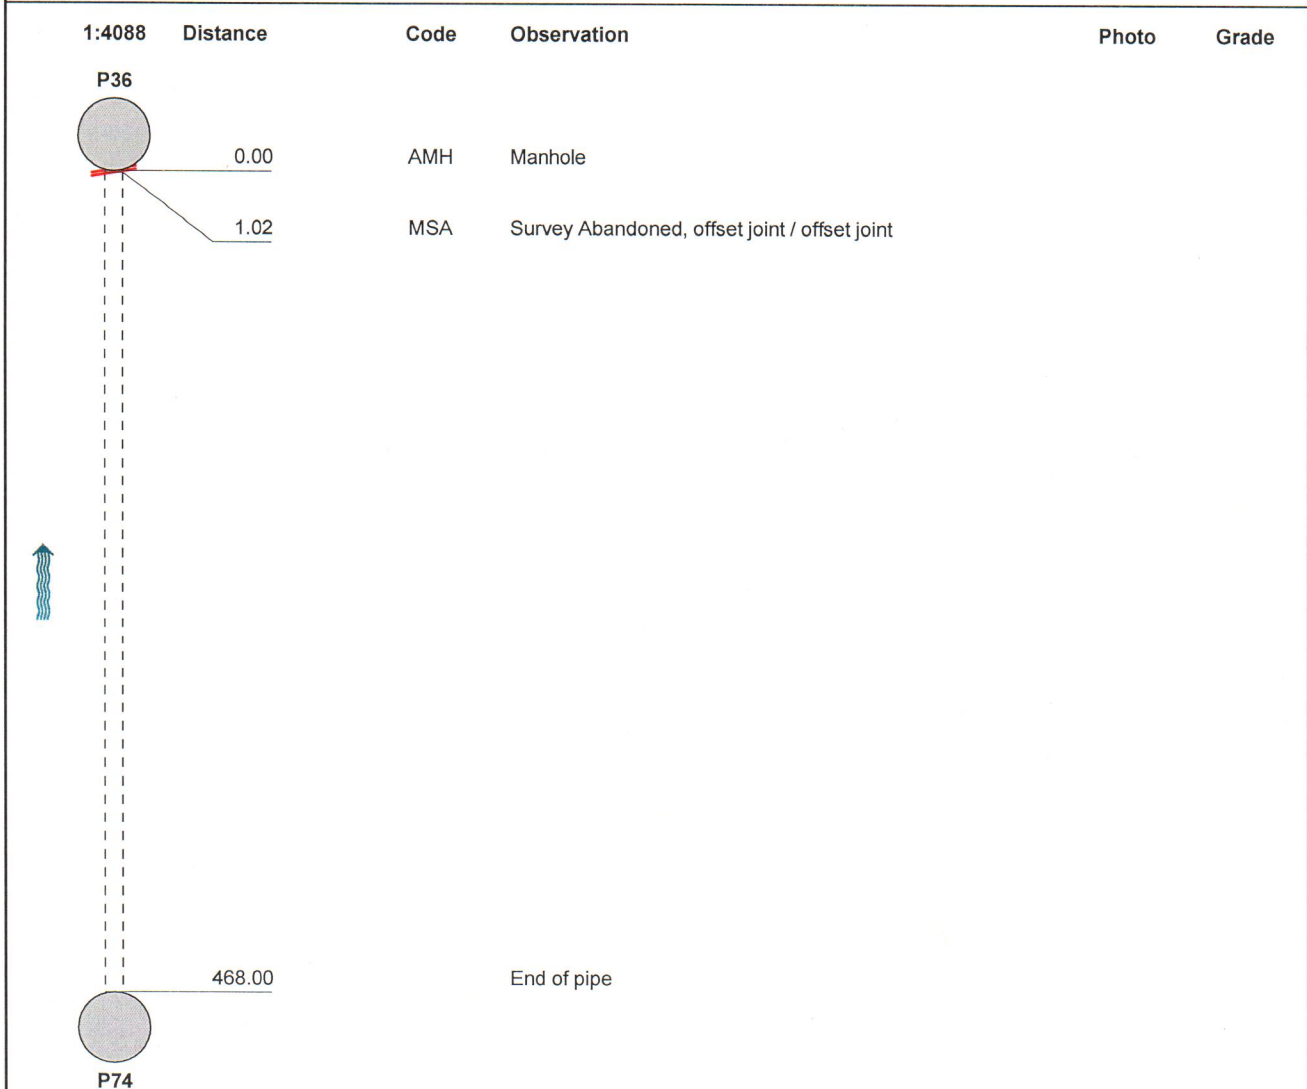 1:4088 Distance Code Observation Photo Grade
P36
0.00 AMH Manhole
1.02 MSA Survey Abandoned, offset joint / offset joint
468.00 End of pipe
P74